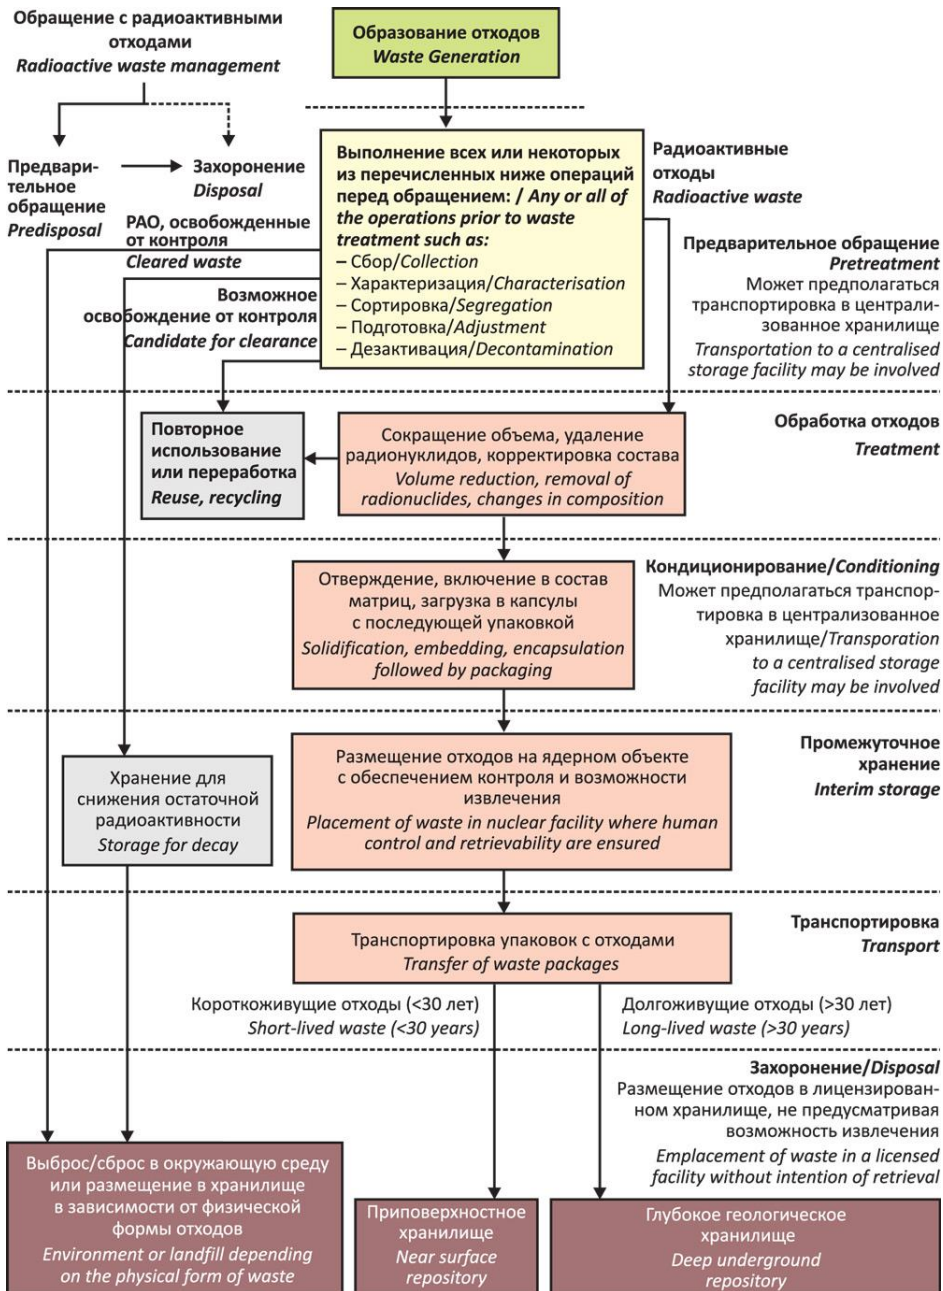 Обращение с радиоактивными
отходами
Radioactive waste management
Образование отходов
Waste Generation
Предвари-
тельное
обращение
Predisposal
Захоронение
Disposal
Выполнение всех или некоторых
из перечисленных ниже операций
перед обращением: / Any or all of
the operations prior to waste
treatment such as:
– Сбор/Collection
– Характеризация/Characterisation
– Сортировка/Segregation
– Подготовка/Adjustment
– Дезактивация/Decontamination
Радиоактивные
отходы
Radioactive waste
РАО, освобожденные
от контроля
Cleared waste
Возможное
освобождение от контроля
Candidate for clearance
Предварительное обращение
Pretreatment
Может предполагаться
транспортировка в централи-
зованное хранилище
Transportation to a centralised
storage facility may be involved
Повторное
использование
или переработка
Reuse, recycling
Сокращение объема, удаление
радионуклидов, корректировка состава
Volume reduction, removal of
radionuclides, changes in composition
Обработка отходов
Treatment
Отверждение, включение в состав
матриц, загрузка в капсулы
с последующей упаковкой
Solidification, embedding, encapsulation
followed by packaging
Кондиционирование/Conditioning
Может предполагаться транспор-
тировка в централизованное
хранилище/Transporation
to a centralised storage
facility may be involved
Хранение для
снижения остаточной
радиоактивности
Storage for decay
Размещение отходов на ядерном объекте
с обеспечением контроля и возможности
извлечения
Placement of waste in nuclear facility where human
control and retrievability are ensured
Промежуточное
хранение
Interim storage
Транспортировка упаковок с отходами
Transfer of waste packages
Транспортировка
Transport
Короткоживущие отходы (<30 лет)
Short-lived waste (<30 years)
Долгоживущие отходы (>30 лет)
Long-lived waste (>30 years)
Захоронение/Disposal
Размещение отходов в лицензирован-
ном хранилище, не предусматривая
возможность извлечения
Emplacement of waste in a licensed
facility without intention of retrieval
Выброс/сброс в окружающую среду
или размещение в хранилище
в зависимости от физической
формы отходов
Environment or landfill depending
on the physical form of waste
Приповерхностное
хранилище
Near surface
repository
Глубокое геологическое
хранилище
Deep underground
repository